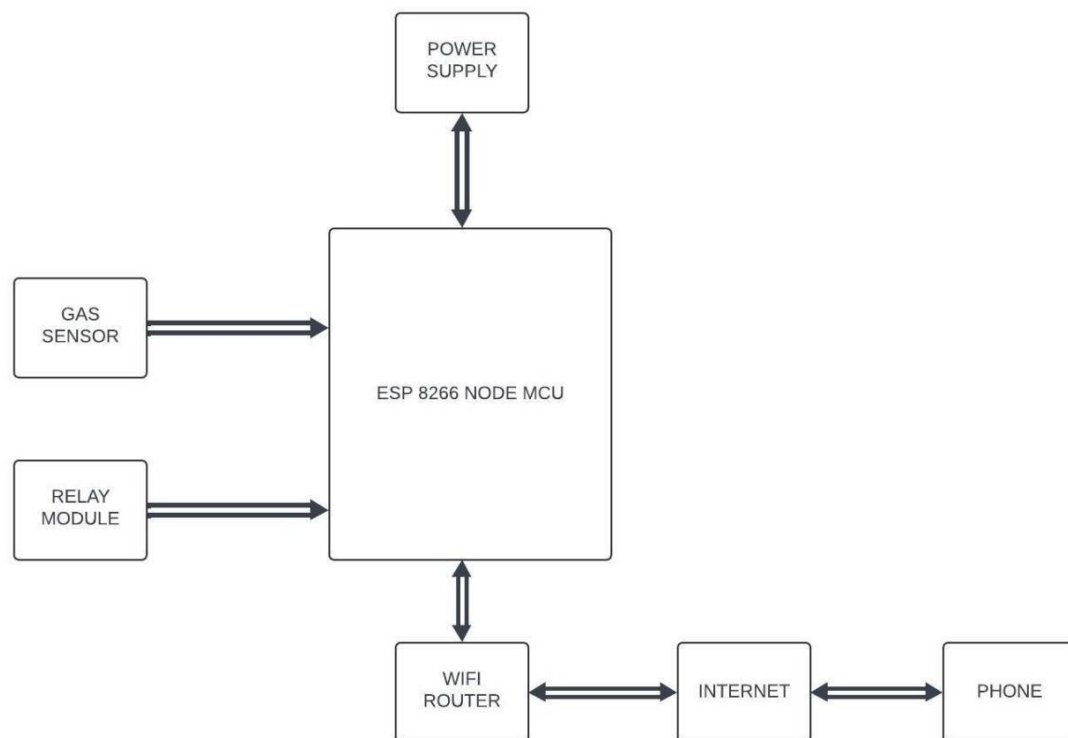 POWER
SUPPLY
GAS
SENSOR
ESP 8266 NODE MCU
RELAY
MODULE
WIFI
ROUTER
INTERNET
PHONE